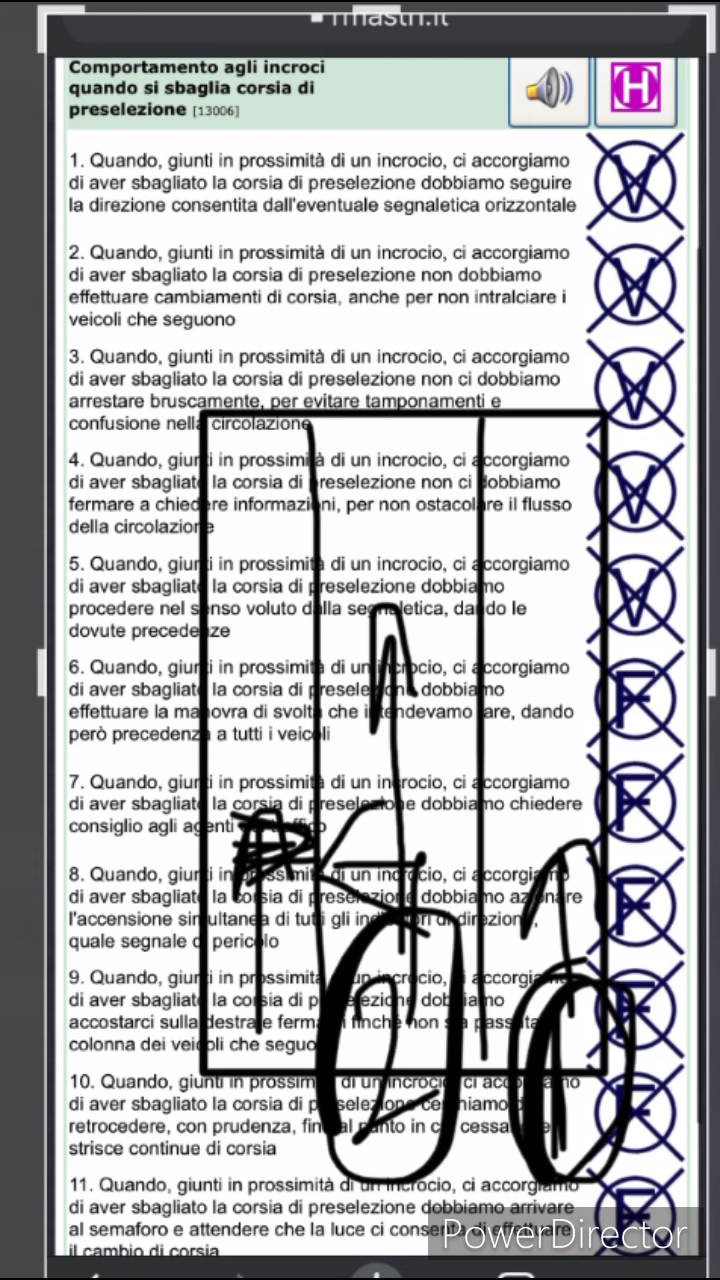 rmastri.it
Comportamento agli incroci
quando si sbaglia corsia di
preselezione [13006]
H
1. Quando, giunti in prossimità di un incrocio, ci accorgiamo
di aver sbagliato la corsia di preselezione dobbiamo seguire
la direzione consentita dall'eventuale segnaletica orizzontale
V
2. Quando, giunti in prossimità di un incrocio, ci accorgiamo
di aver sbagliato la corsia di preselezione non dobbiamo
effettuare cambiamenti di corsia, anche per non intralciare i
veicoli che seguono
V
3. Quando, giunti in prossimità di un incrocio, ci accorgiamo
di aver sbagliato la corsia di preselezione non ci dobbiamo
arrestare bruscamente, per evitare tamponamenti e
confusione nella circolazione
V
4. Quando, giunti in prossimità di un incrocio, ci accorgiamo
di aver sbagliato la corsia di preselezione non ci dobbiamo
fermare a chiedere informazioni, per non ostacolare il flusso
della circolazione
V
5. Quando, giunti in prossimità di un incrocio, ci accorgiamo
di aver sbagliato la corsia di preselezione dobbiamo
procedere nel senso voluto dalla segnaletica, dando le
dovute precedenze
V
6. Quando, giunti in prossimità di un incrocio, ci accorgiamo
di aver sbagliato la corsia di preselezione dobbiamo
effettuare la manovra di svolta che intendevamo fare, dando
però precedenza a tutti i veicoli
F
7. Quando, giunti in prossimità di un incrocio, ci accorgiamo
di aver sbagliato la corsia di preselezione dobbiamo chiedere
consiglio agli agenti del traffico
F
8. Quando, giunti in prossimità di un incrocio, ci accorgiamo
di aver sbagliato la corsia di preselezione dobbiamo azionare
l'accensione simultanea di tutti gli indicatori di direzione,
quale segnale di pericolo
F
9. Quando, giunti in prossimità di un incrocio, ci accorgiamo
di aver sbagliato la corsia di preselezione dobbiamo
accostarci sulla destra e fermarci finché non sia passata la
colonna dei veicoli che seguono
F
10. Quando, giunti in prossimità di un incrocio, ci accorgiamo
di aver sbagliato la corsia di preselezione
retrocedere, con prudenza, fino al punto in cui
strisce continue di corsia
F
2
1
11. Quando, giunti in prossimità di un incrocio, ci accorgiamo
di aver sbagliato la corsia di preselezione dobbiamo arrivare
al semaforo e attendere che la luce ci consenta di effettuare
il cambio di corsia
F
PowerDirector